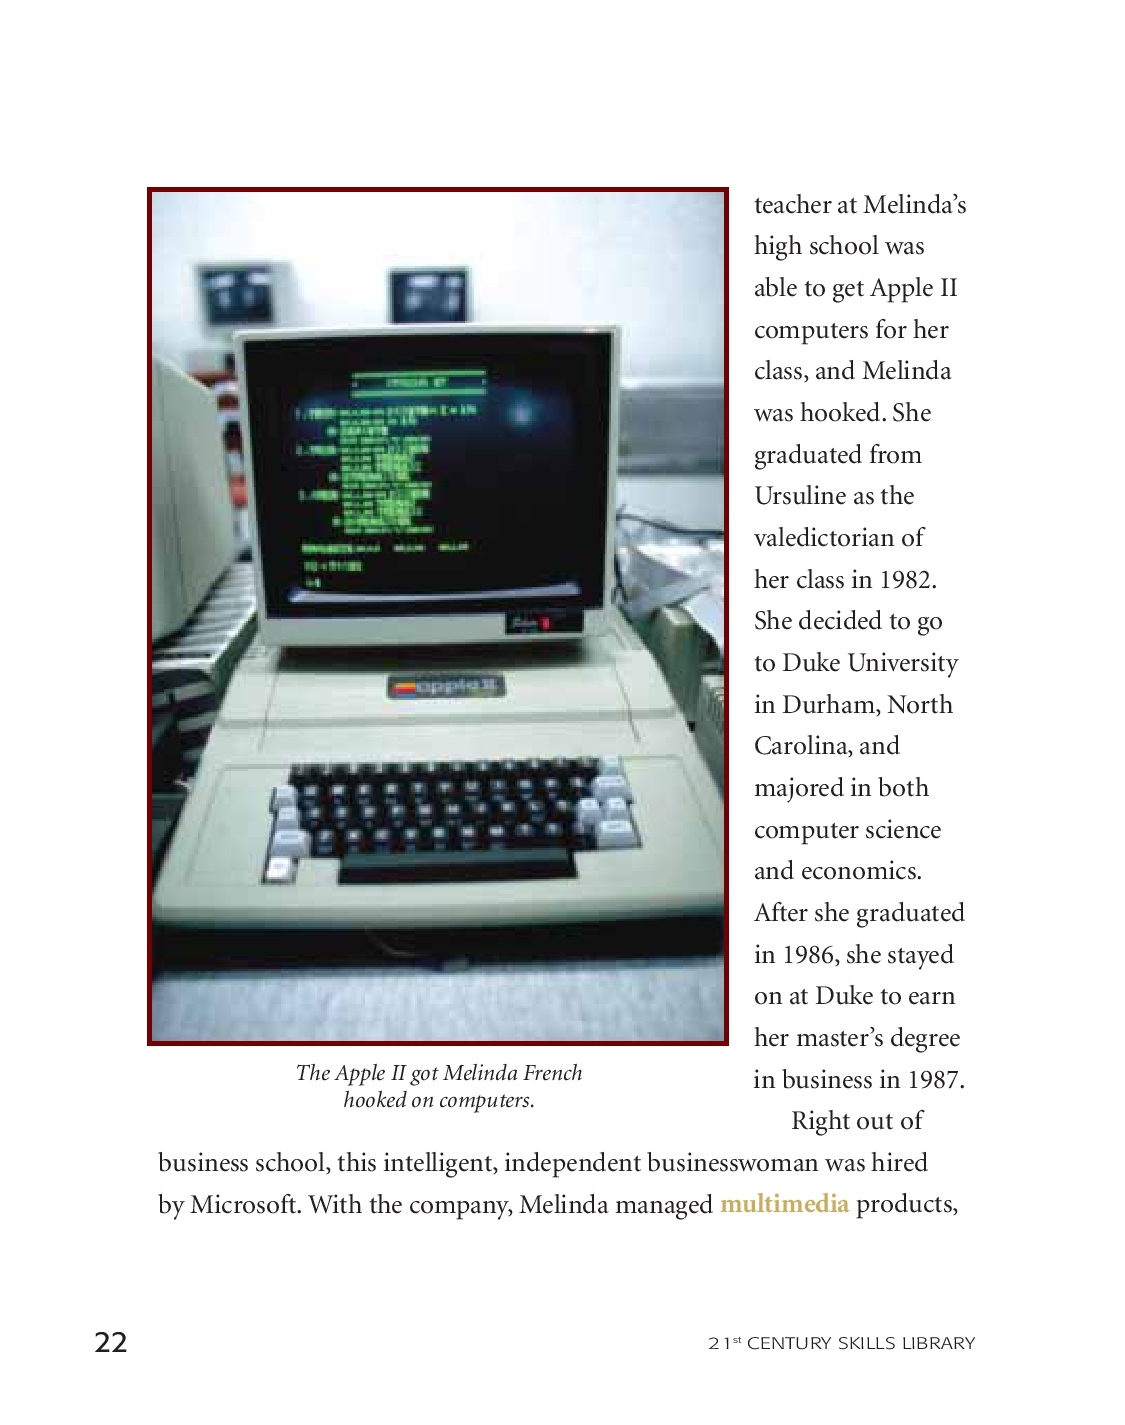 apple II
teacher at Melinda's
high school was
able to get Apple II
computers for her
class, and Melinda
was hooked. She
graduated from
Ursuline as the
valedictorian of
her class in 1982.
She decided to go
to Duke University
in Durham, North
Carolina, and
majored in both
computer science
and economics.
After she graduated
in 1986, she stayed
on at Duke to earn
her master's degree
in business in 1987.
The Apple II got Melinda French
hooked on computers.
Right out of
business school, this intelligent, independent businesswoman was hired
by Microsoft. With the company, Melinda managed multimedia products,
22
21st CENTURY SKILLS LIBRARY